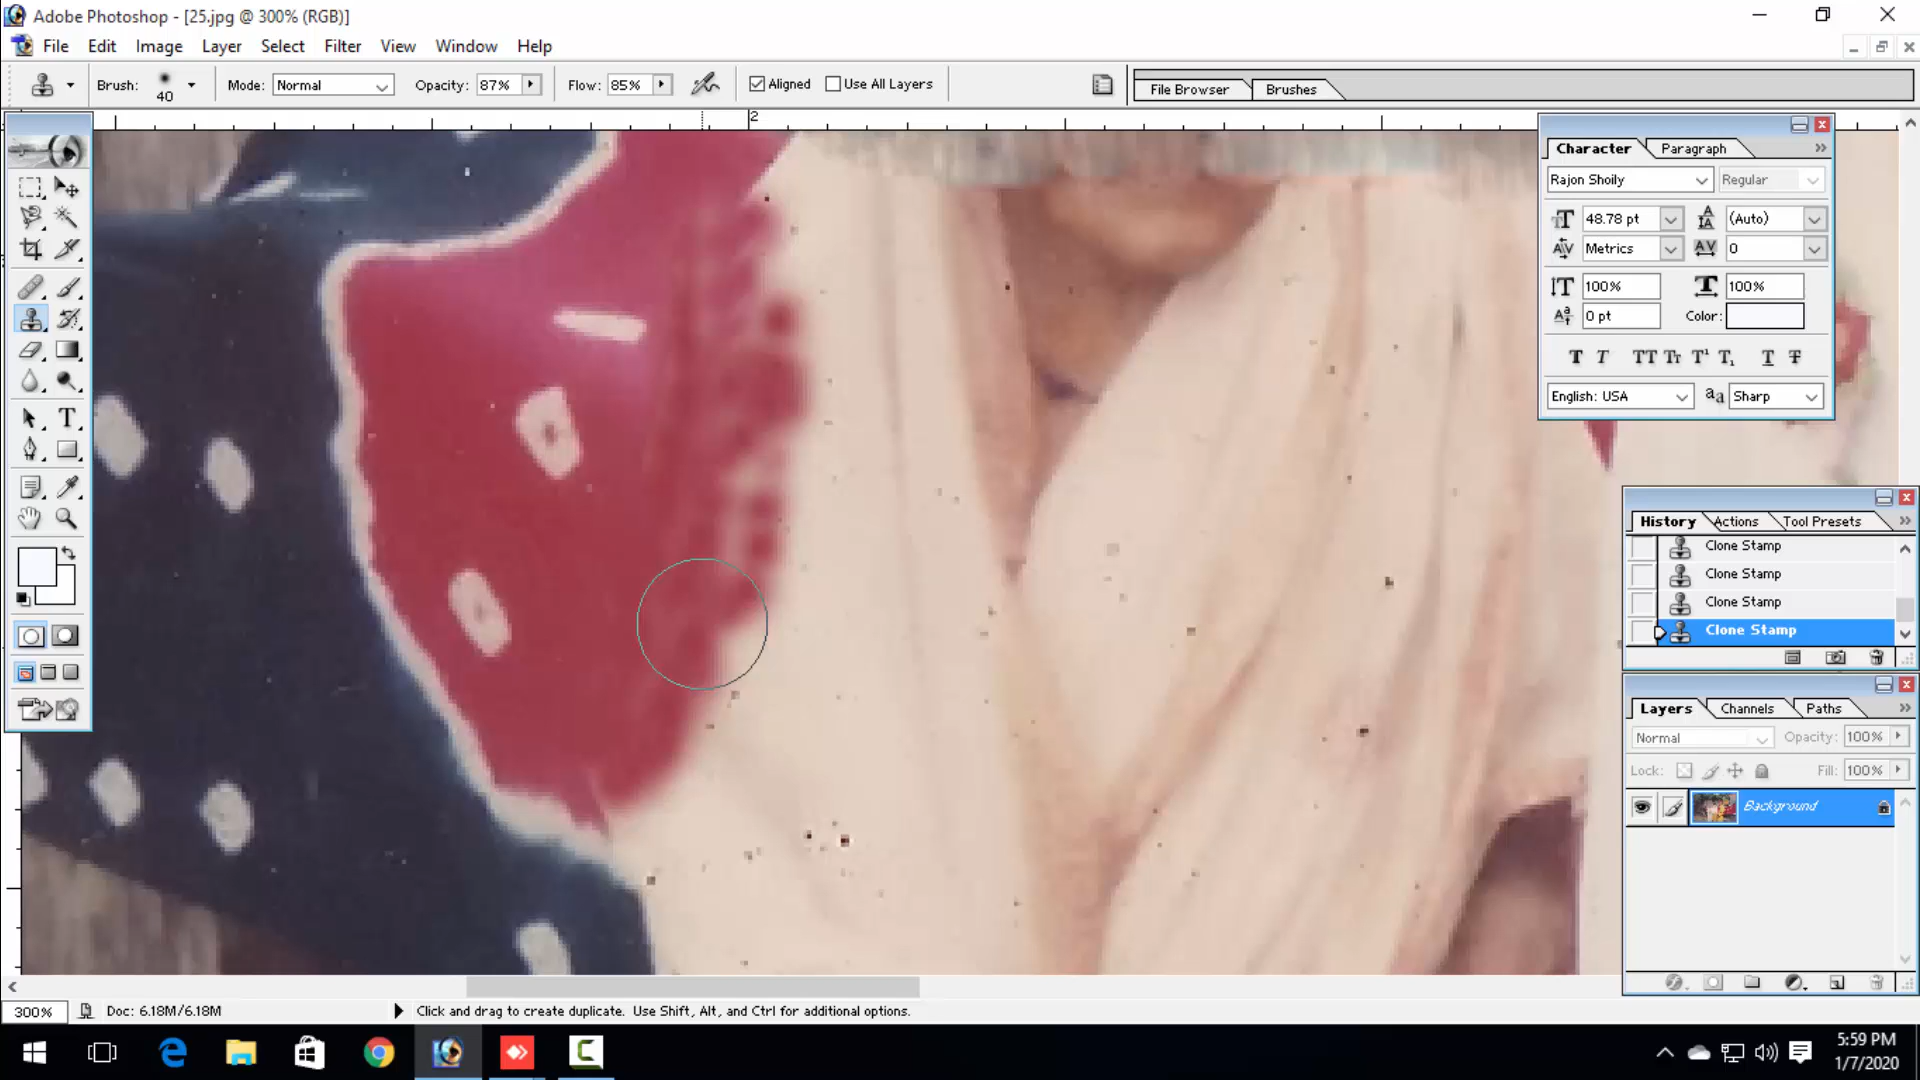 Adobe Photoshop - [25.jpg @ 300% (RGB)]
File Edit Image Layer Select Filter View Window Help
Brush: 40 Mode: Normal Opacity: 87% Flow: 85% Aligned Use All Layers File Browser Brushes
2
Character Paragraph
Rajon Shoily Regular
48.78 pt (Auto)
Metrics 0
100% 100%
0 pt Color:
English: USA aa Sharp
History Actions Tool Presets
Clone Stamp
Clone Stamp
Clone Stamp
Clone Stamp
Layers Channels Paths
Normal Opacity: 100%
Lock: Fill: 100%
Background
300% Doc: 6.18M/6.18M Click and drag to create duplicate. Use Shift, Alt, and Ctrl for additional options.
5:59 PM
1/7/2020